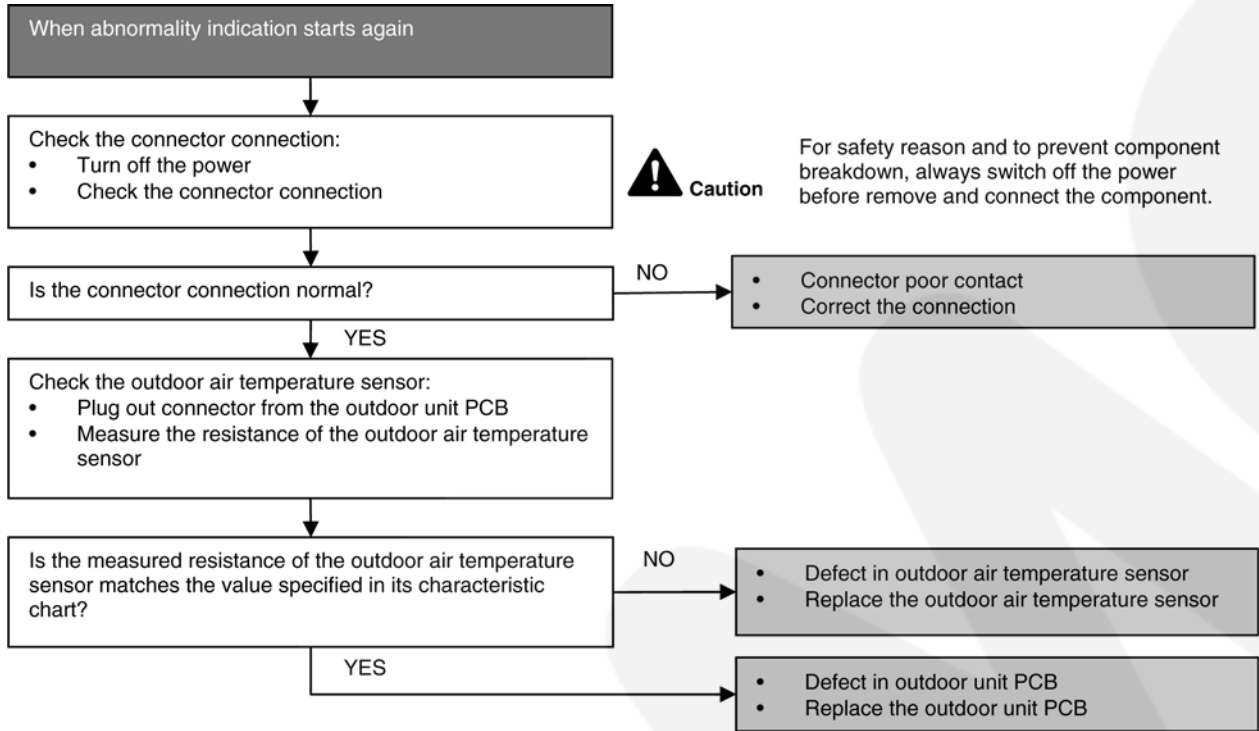 When abnormality indication starts again
Check the connector connection:
• Turn off the power
• Check the connector connection
Caution
For safety reason and to prevent component
breakdown, always switch off the power
before remove and connect the component.
Is the connector connection normal?
NO
• Connector poor contact
• Correct the connection
YES
Check the outdoor air temperature sensor:
• Plug out connector from the outdoor unit PCB
• Measure the resistance of the outdoor air temperature
sensor
Is the measured resistance of the outdoor air temperature
sensor matches the value specified in its characteristic
chart?
NO
• Defect in outdoor air temperature sensor
• Replace the outdoor air temperature sensor
YES
• Defect in outdoor unit PCB
• Replace the outdoor unit PCB